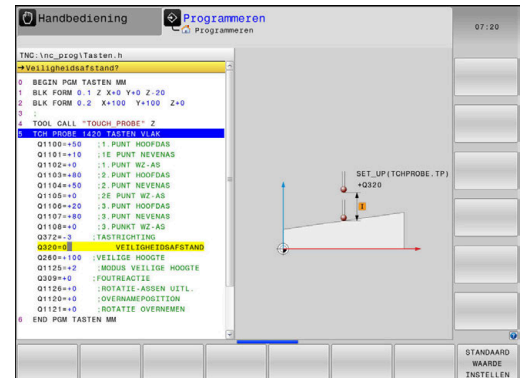 Handbediening
Programmeren
Programmeren
07:20
TNC:\nc_prog\Tasten.h
→Veiligheidsafstand?
0 BEGIN PGM TASTEN MM
1 BLK FORM 0.1 Z X+0 Y+0 Z-20
2 BLK FORM 0.2 X+100 Y+100 Z+0
3 ;
4 TOOL CALL "TOUCH_PROBE" Z
5 TCH PROBE 1420 TASTEN VLAK
Q1100=+50 ;1.PUNT HOOFDAS
Q1101=+10 ;1E PUNT NEVENAS
Q1102=+0 ;1.PUNT WZ-AS
Q1103=+80 ;2.PUNT HOOFDAS
Q1104=+50 ;2.PUNT NEVENAS
Q1105=+0 ;2E PUNT WZ-AS
Q1106=+20 ;3.PUNT HOOFDAS
Q1107=+80 ;3.PUNT NEVENAS
Q1108=+0 ;3.PUNKT WZ-AS
Q372=-3 ;TASTRICHTING
Q320=0 VEILIGHEIDSAFSTAND
Q260=+100 ;VEILIGE HOOGTE
Q1125=+2 ;MODUS VEILIGE HOOGTE
Q309=+0 ;FOUTREACTIE
Q1126=+0 ;ROTATIE-ASSEN UITL.
Q1120=+0 ;OVERNAMEPOSITION
Q1121=+0 ;ROTATIE OVERNEMEN
6 END PGM TASTEN MM
SET_UP(TCHPROBE.TP)
+Q320
I
STANDAARD
WAARDE
INSTELLEN